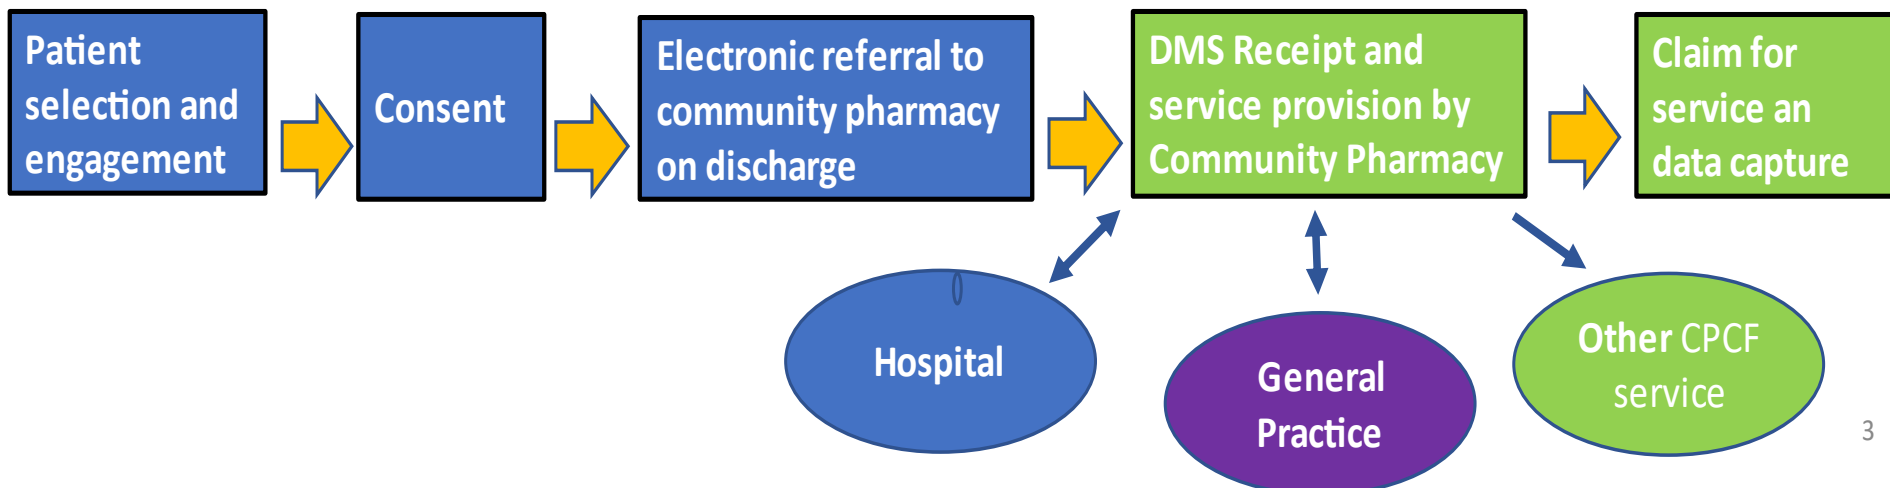 Patient
selection and
engagement
Consent
Electronic referral to
community pharmacy
on discharge
DMS Receipt and
service provision by
Community Pharmacy
Claim for
service an
data capture
Hospital
General
Practice
Other CPCF
service
3